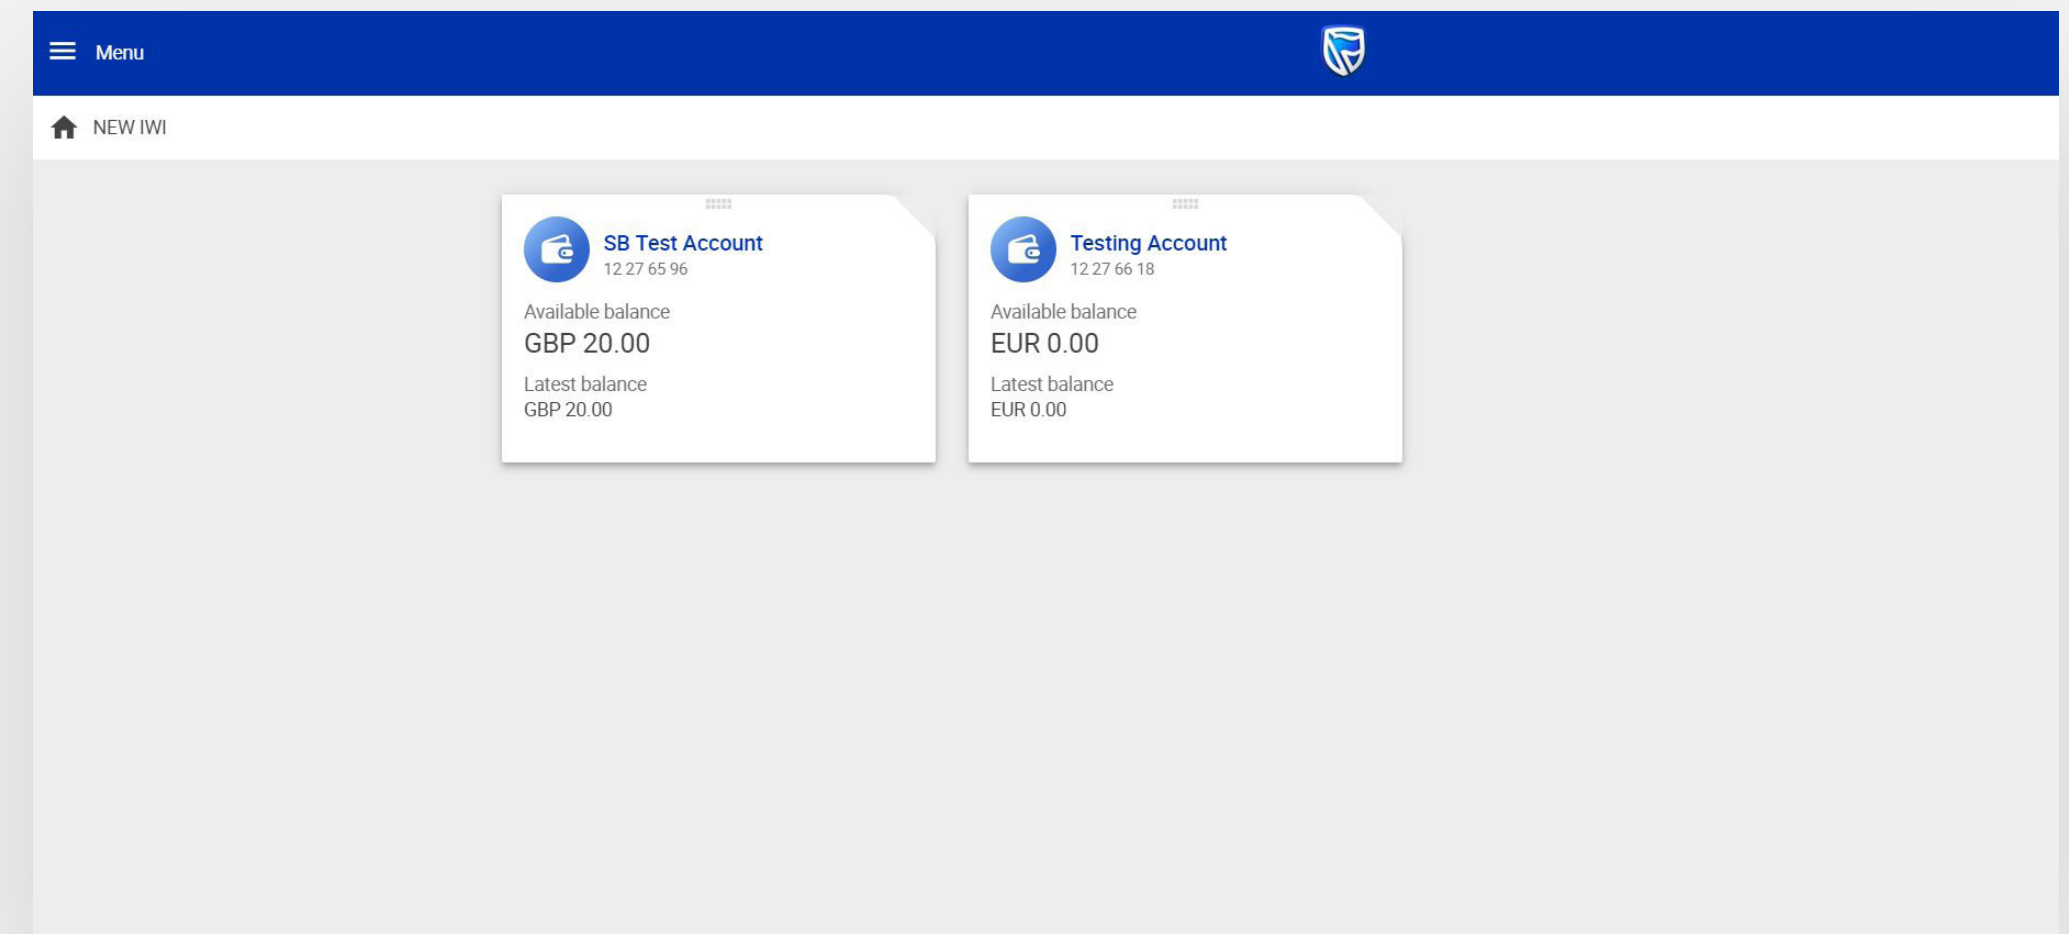 Menu
NEW IWI
SB Test Account
12 27 65 96
Available balance
GBP 20.00
Latest balance
GBP 20.00
Testing Account
12 27 66 18
Available balance
EUR 0.00
Latest balance
EUR 0.00